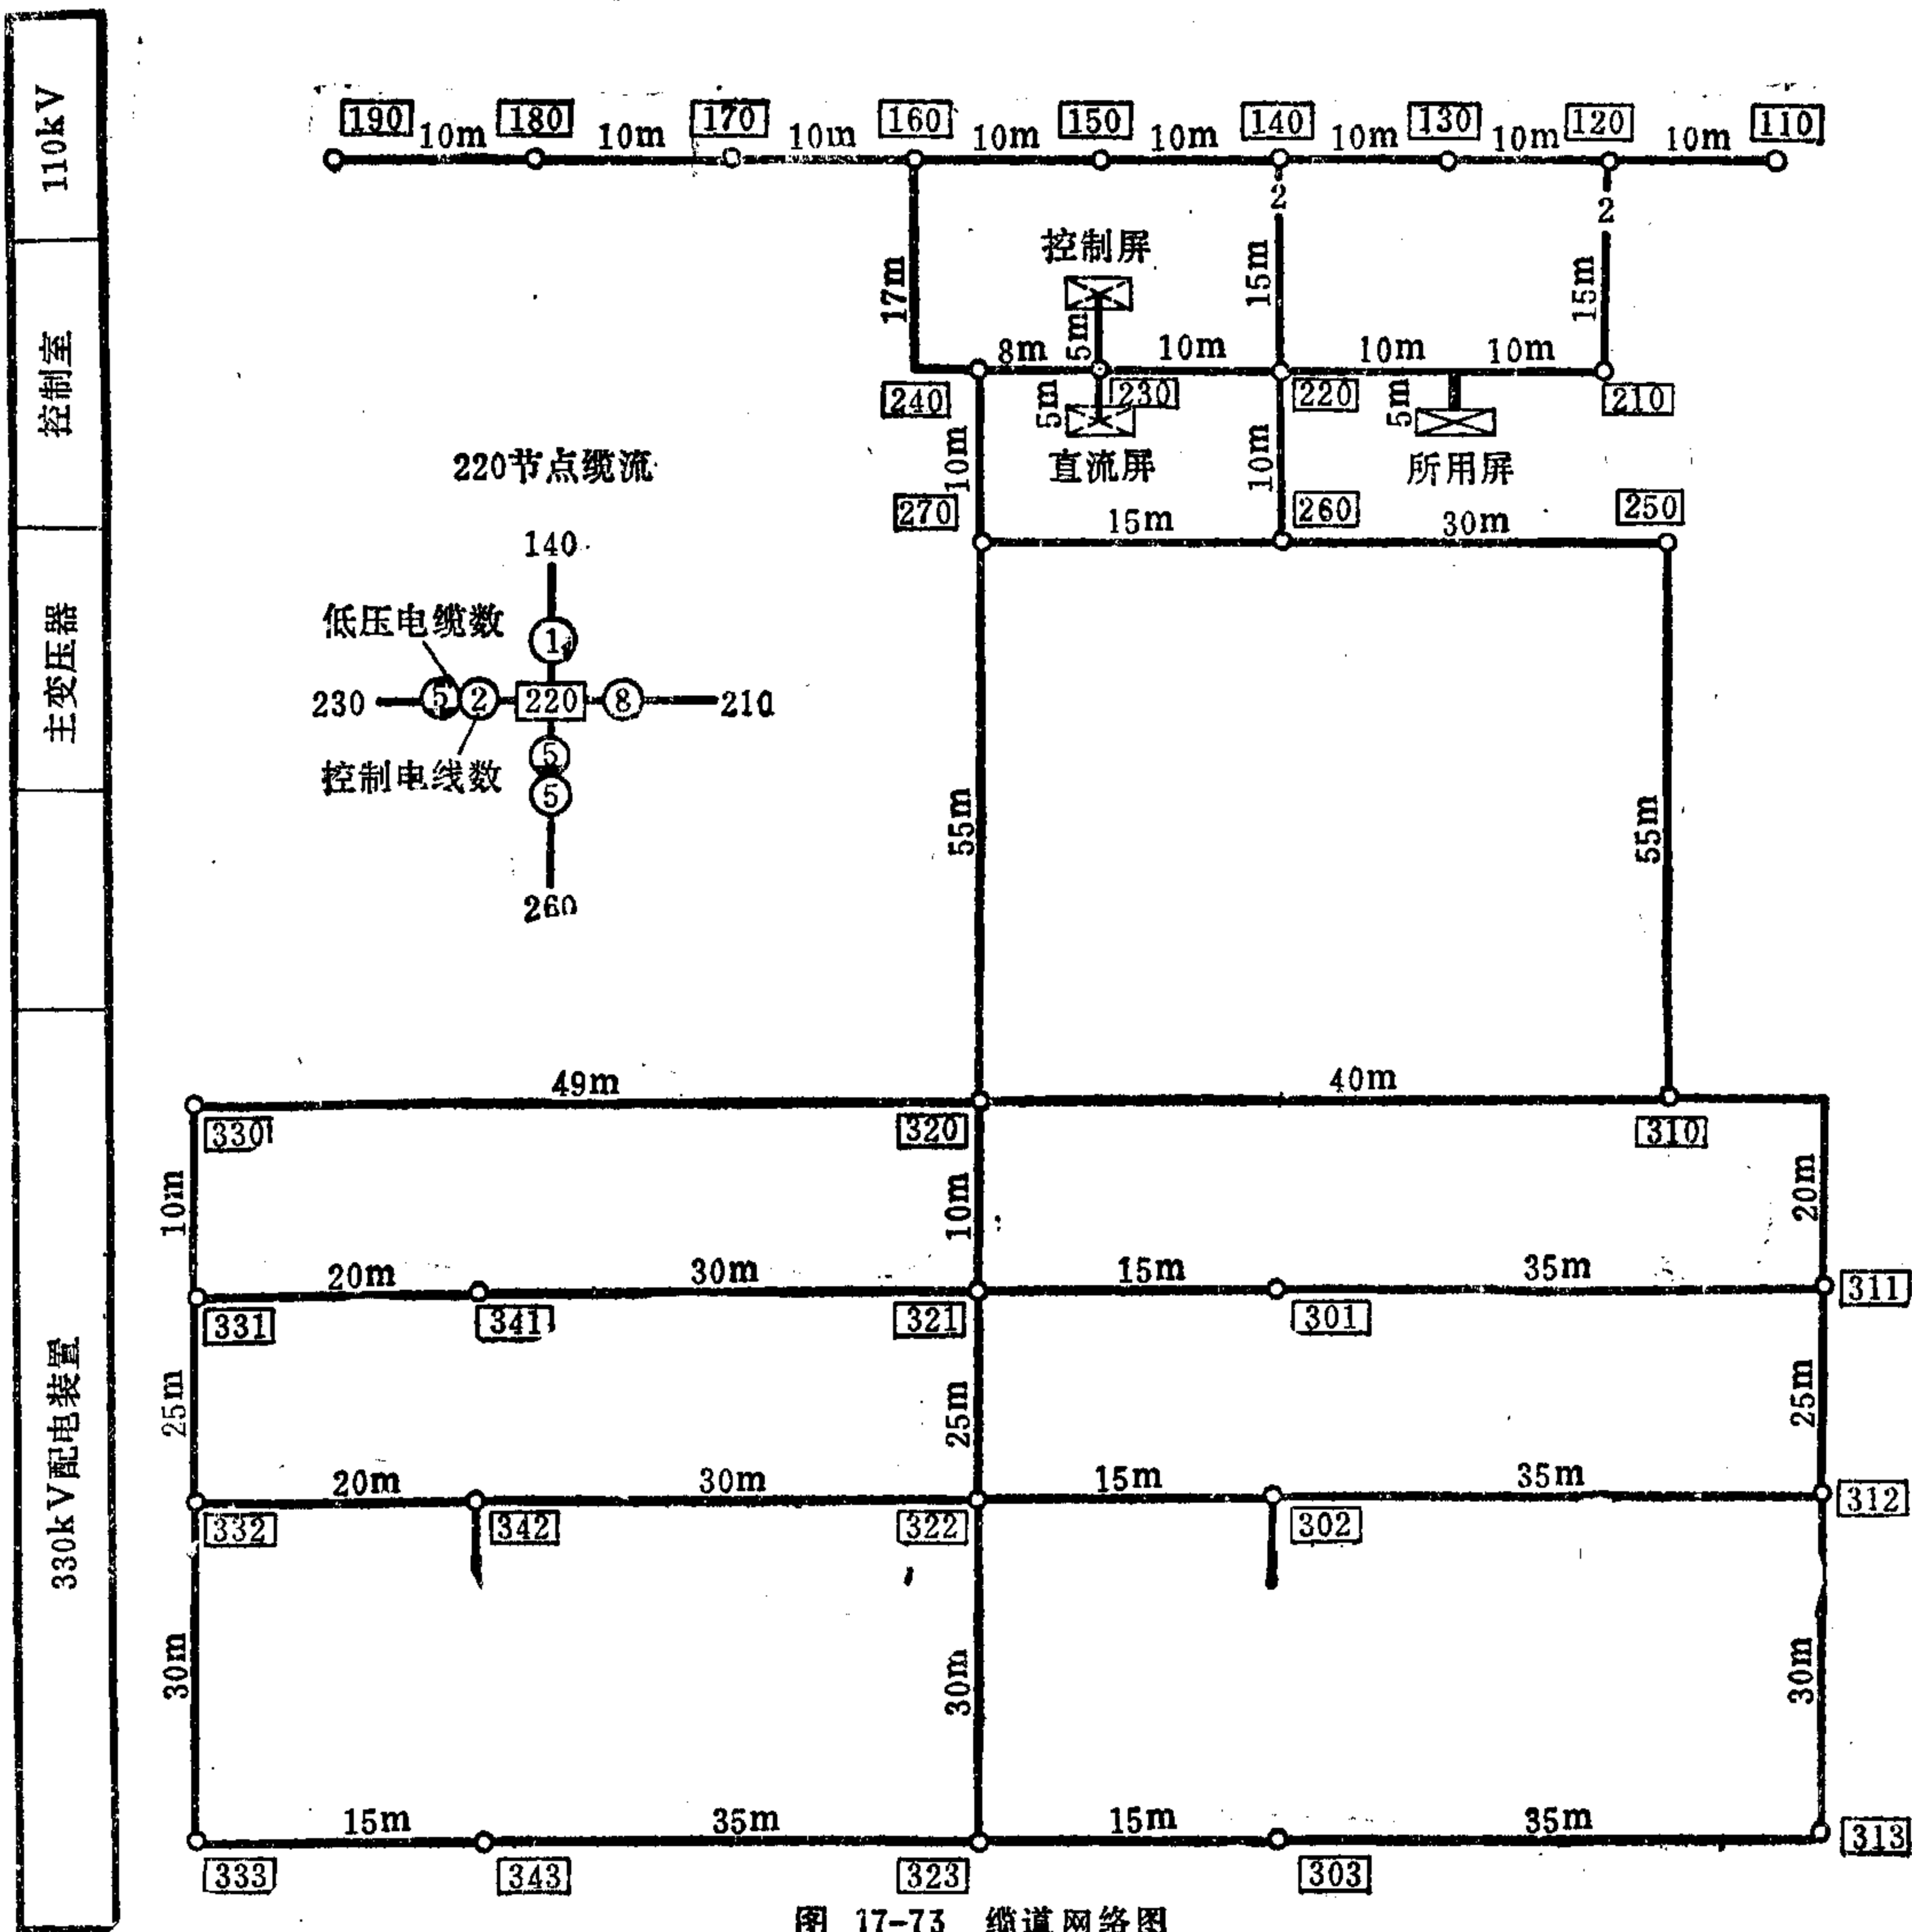 110kV
控制室
主变压器
330kV配电装置
190
180
170
160
150
140
130
120
110
10m
10m
10m
10m
10m
10m
10m
10m
2
2
控制屏
17m
15m
15m
5m
8m
10m
10m
10m
240
5m
230
220
5m
210
直流屏
所用屏
10m
10m
270
260
250
15m
30m
220节点缆流
140
低压电缆数
1
230
5
2
220
8
210
控制电线数
5
5
260
55m
55m
49m
40m
330
320
310
10m
10m
20m
20m
30m
15m
35m
331
341
321
301
311
25m
25m
25m
20m
30m
15m
35m
332
342
322
302
312
30m
30m
30m
15m
35m
15m
35m
333
343
323
303
313
图 17-73 缆道网络图